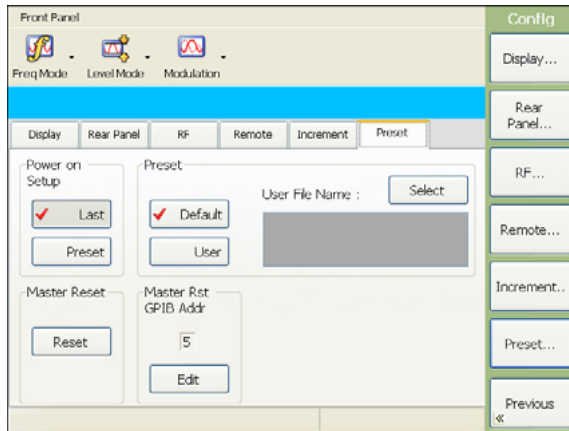 Front Panel
Freq Mode
Level Mode
Modulation
Display
Rear Panel
RF
Remote
Increment
Preset
Power on
Setup
Last
Preset
Preset
Default
User
User File Name :
Select
Master Reset
Reset
Master Rst
GPIB Addr
5
Edit
Config
Display...
Rear
Panel...
RF...
Remote...
Increment..
Preset...
Previous
«